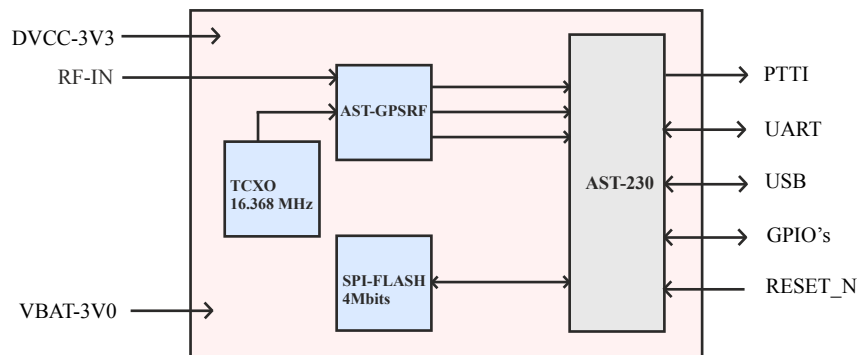 DVCC-3V3
RF-IN
AST-GPSRF
PTTI
UART
TCXO
16.368 MHz
AST-230
USB
GPIO's
SPI-FLASH
4Mbits
RESET_N
VBAT-3V0